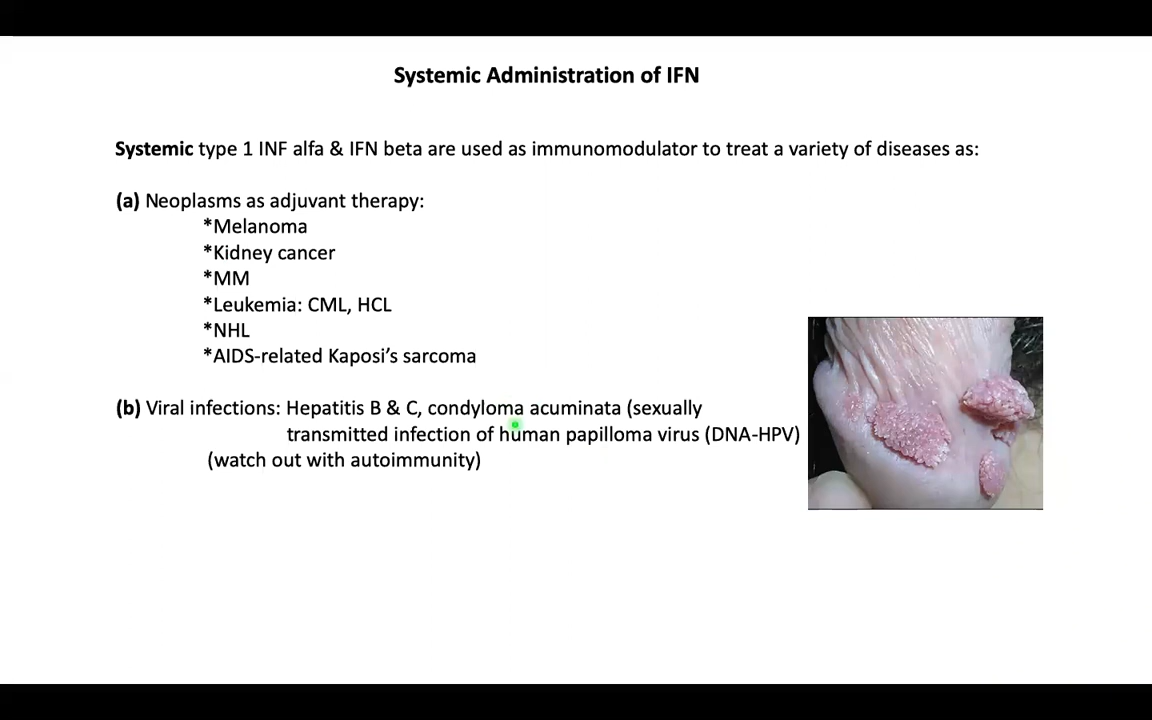 Systemic Administration of IFN
Systemic type 1 INF alfa & IFN beta are used as immunomodulator to treat a variety of diseases as:
(a) Neoplasms as adjuvant therapy:
*Melanoma
*Kidney cancer
*MM
*Leukemia: CML, HCL
*NHL
*AIDS-related Kaposi’s sarcoma
(b) Viral infections: Hepatitis B & C, condyloma acuminata (sexually
transmitted infection of human papilloma virus (DNA-HPV)
(watch out with autoimmunity)